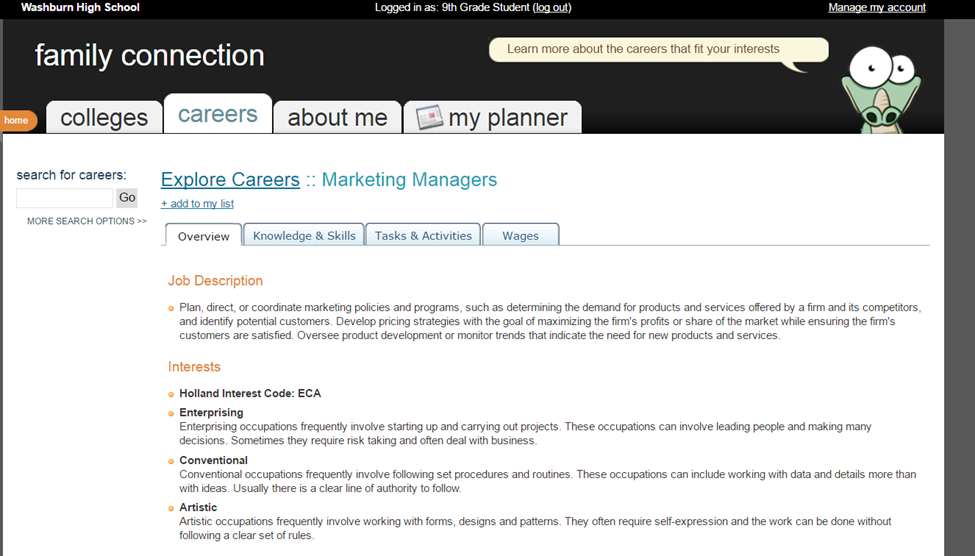 Washburn High School
Logged in as: 9th Grade Student (log out)
Manage my account
family connection
Learn more about the careers that fit your interests
home
colleges
careers
about me
my planner
search for careers:
Go
MORE SEARCH OPTIONS >>
Explore Careers :: Marketing Managers
+ add to my list
Overview
Knowledge & Skills
Tasks & Activities
Wages
Job Description
Plan, direct, or coordinate marketing policies and programs, such as determining the demand for products and services offered by a firm and its competitors,
and identify potential customers. Develop pricing strategies with the goal of maximizing the firm's profits or share of the market while ensuring the firm's
customers are satisfied. Oversee product development or monitor trends that indicate the need for new products and services.
Interests
Holland Interest Code: ECA
Enterprising
Enterprising occupations frequently involve starting up and carrying out projects. These occupations can involve leading people and making many
decisions. Sometimes they require risk taking and often deal with business.
Conventional
Conventional occupations frequently involve following set procedures and routines. These occupations can include working with data and details more than
with ideas. Usually there is a clear line of authority to follow.
Artistic
Artistic occupations frequently involve working with forms, designs and patterns. They often require self-expression and the work can be done without
following a clear set of rules.